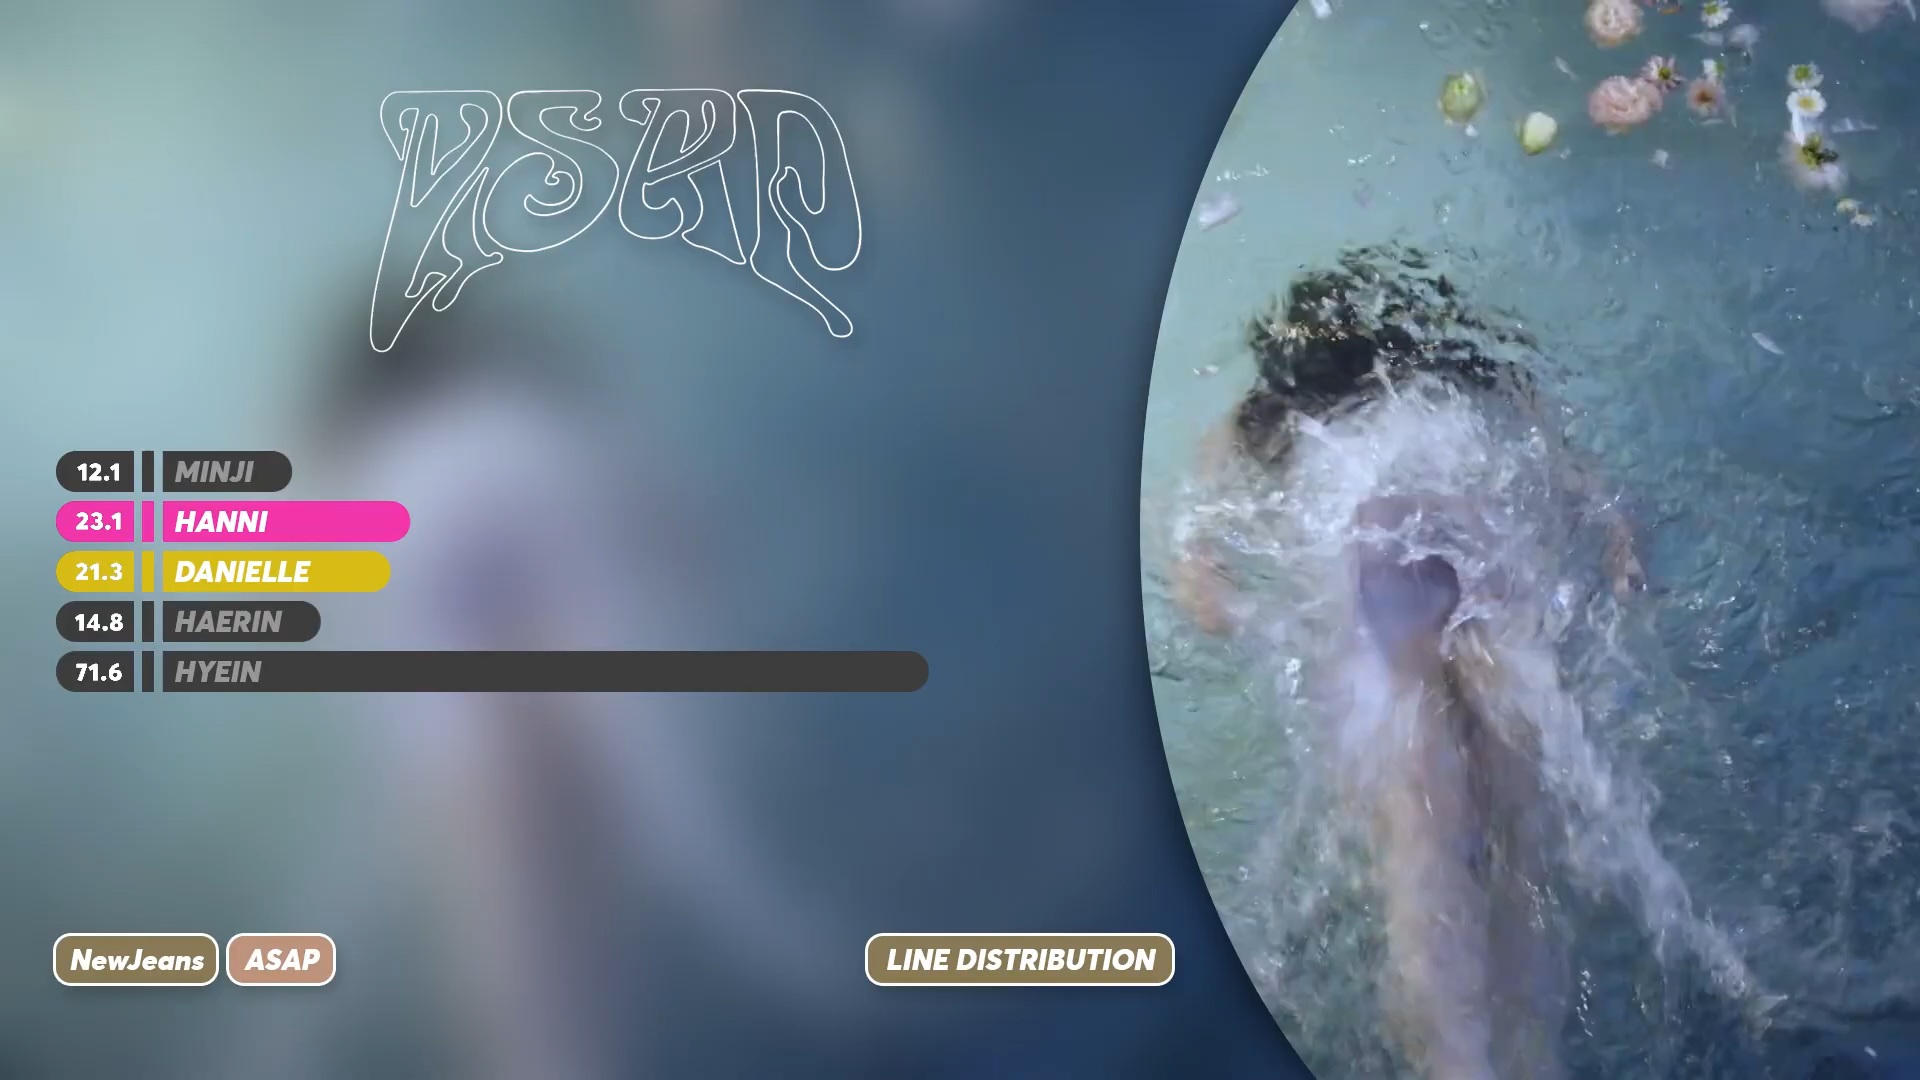 ASAP
12.1 MINJI
23.1 HANNI
21.3 DANIELLE
14.8 HAERIN
71.6 HYEIN
NewJeans ASAP
LINE DISTRIBUTION